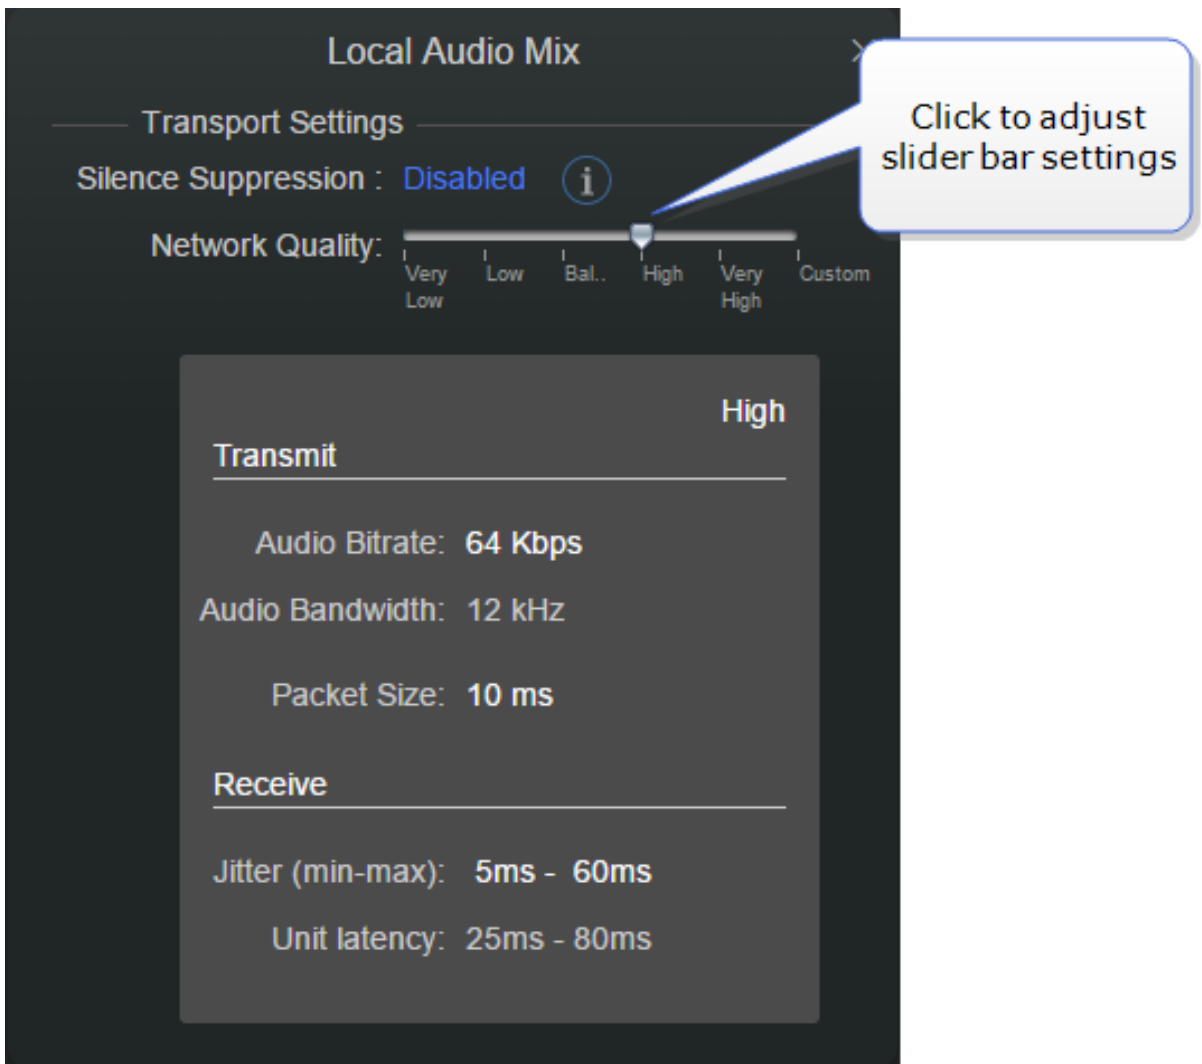 Local Audio Mix
Click to adjust
slider bar settings
Transport Settings
Silence Suppression : Disabled i
Network Quality:
Very Low Bal.. High Very Custom
Low High
High
Transmit
Audio Bitrate: 64 Kbps
Audio Bandwidth: 12 kHz
Packet Size: 10 ms
Receive
Jitter (min-max): 5ms - 60ms
Unit latency: 25ms - 80ms